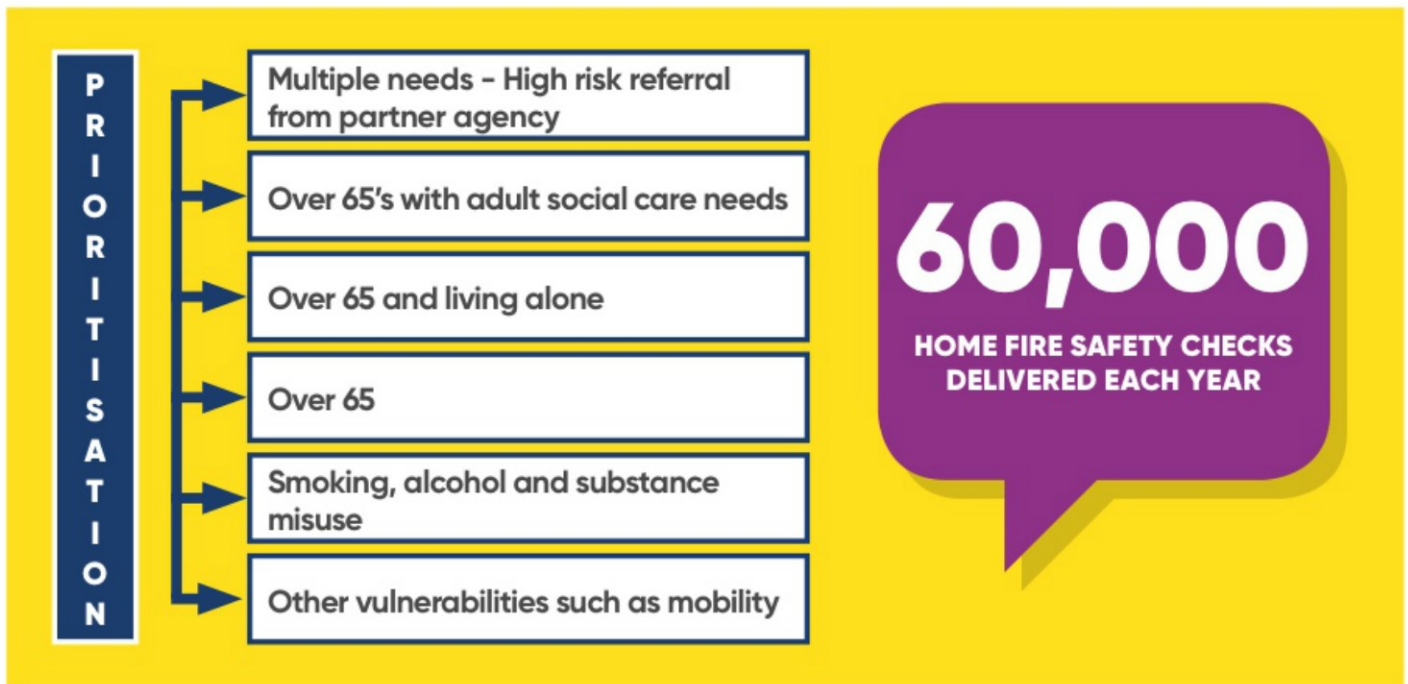 PRIORITISATION
Multiple needs - High risk referral
from partner agency
Over 65's with adult social care needs
Over 65 and living alone
Over 65
Smoking, alcohol and substance
misuse
Other vulnerabilities such as mobility
60,000
HOME FIRE SAFETY CHECKS
DELIVERED EACH YEAR